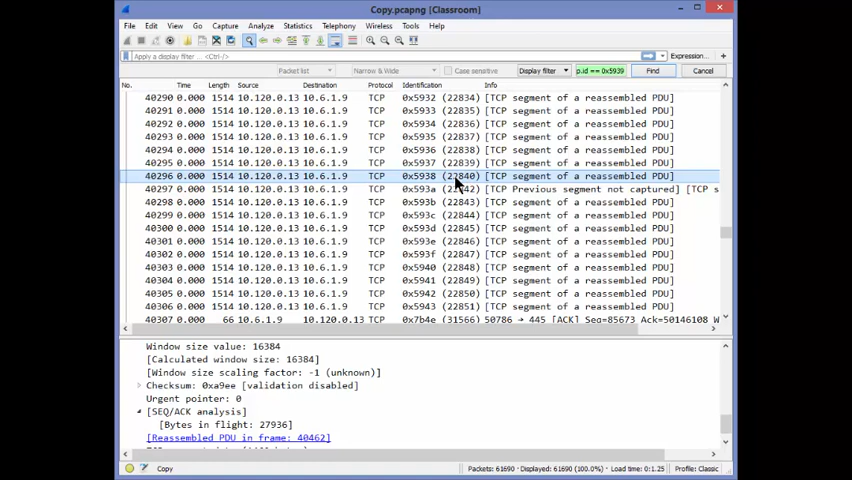 Copy.pcapng [Classroom]
File Edit View Go Capture Analyze Statistics Telephony Wireless Tools Help
Apply a display filter ... <Ctrl-/> Expression... +
Packet list Narrow & Wide Case sensitive Display filter p.id == 0x5939 Find Cancel
No. Time Length Source Destination Protocol Identification Info
40290 0.000 1514 10.120.0.13 10.6.1.9 TCP 0x5932 (22834) [TCP segment of a reassembled PDU]
40291 0.000 1514 10.120.0.13 10.6.1.9 TCP 0x5933 (22835) [TCP segment of a reassembled PDU]
40292 0.000 1514 10.120.0.13 10.6.1.9 TCP 0x5934 (22836) [TCP segment of a reassembled PDU]
40293 0.000 1514 10.120.0.13 10.6.1.9 TCP 0x5935 (22837) [TCP segment of a reassembled PDU]
40294 0.000 1514 10.120.0.13 10.6.1.9 TCP 0x5936 (22838) [TCP segment of a reassembled PDU]
40295 0.000 1514 10.120.0.13 10.6.1.9 TCP 0x5937 (22839) [TCP segment of a reassembled PDU]
40296 0.000 1514 10.120.0.13 10.6.1.9 TCP 0x5938 (22840) [TCP segment of a reassembled PDU]
40297 0.000 1514 10.120.0.13 10.6.1.9 TCP 0x593a (22842) [TCP Previous segment not captured] [TCP s
40298 0.000 1514 10.120.0.13 10.6.1.9 TCP 0x593b (22843) [TCP segment of a reassembled PDU]
40299 0.000 1514 10.120.0.13 10.6.1.9 TCP 0x593c (22844) [TCP segment of a reassembled PDU]
40300 0.000 1514 10.120.0.13 10.6.1.9 TCP 0x593d (22845) [TCP segment of a reassembled PDU]
40301 0.000 1514 10.120.0.13 10.6.1.9 TCP 0x593e (22846) [TCP segment of a reassembled PDU]
40302 0.000 1514 10.120.0.13 10.6.1.9 TCP 0x593f (22847) [TCP segment of a reassembled PDU]
40303 0.000 1514 10.120.0.13 10.6.1.9 TCP 0x5940 (22848) [TCP segment of a reassembled PDU]
40304 0.000 1514 10.120.0.13 10.6.1.9 TCP 0x5941 (22849) [TCP segment of a reassembled PDU]
40305 0.000 1514 10.120.0.13 10.6.1.9 TCP 0x5942 (22850) [TCP segment of a reassembled PDU]
40306 0.000 1514 10.120.0.13 10.6.1.9 TCP 0x5943 (22851) [TCP segment of a reassembled PDU]
40307 0.000 66 10.6.1.9 10.120.0.13 TCP 0x7b4e (31566) 50786 → 445 [ACK] Seq=85673 Ack=50146108 W
Window size value: 16384
[Calculated window size: 16384]
[Window size scaling factor: -1 (unknown)]
Checksum: 0xa9ee [validation disabled]
Urgent pointer: 0
[SEQ/ACK analysis]
[Bytes in flight: 27936]
[Reassembled PDU in frame: 40462]
Copy Packets: 61690 · Displayed: 61690 (100.0%) · Load time: 0:1.25 Profile: Classic